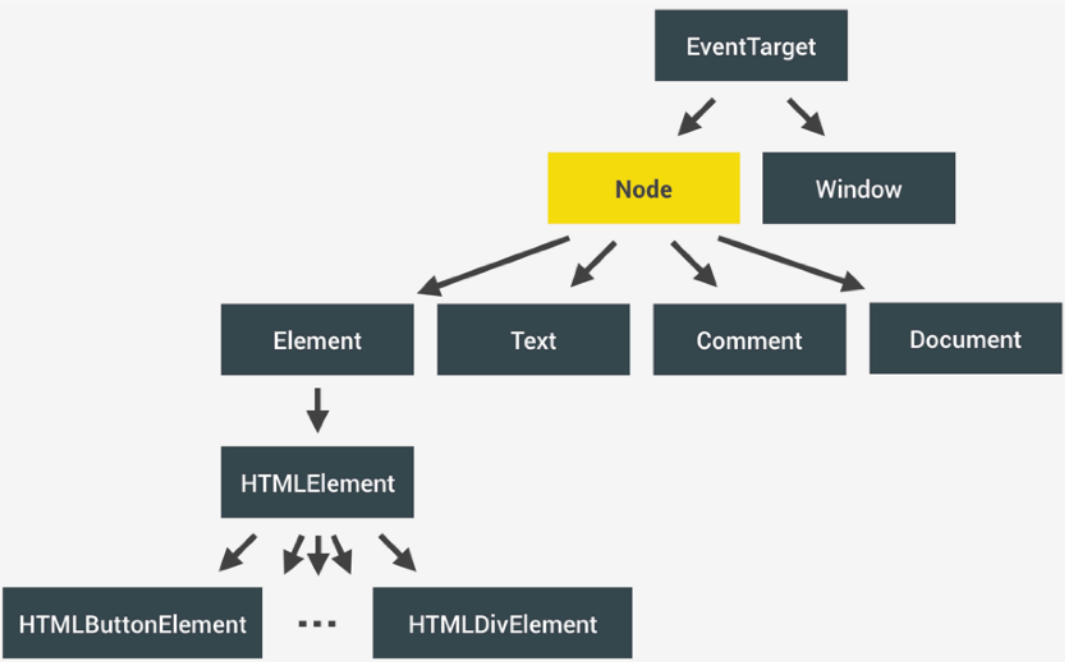 EventTarget
Node
Window
Element
Text
Comment
Document
HTMLElement
HTMLButtonElement
...
HTMLDivElement